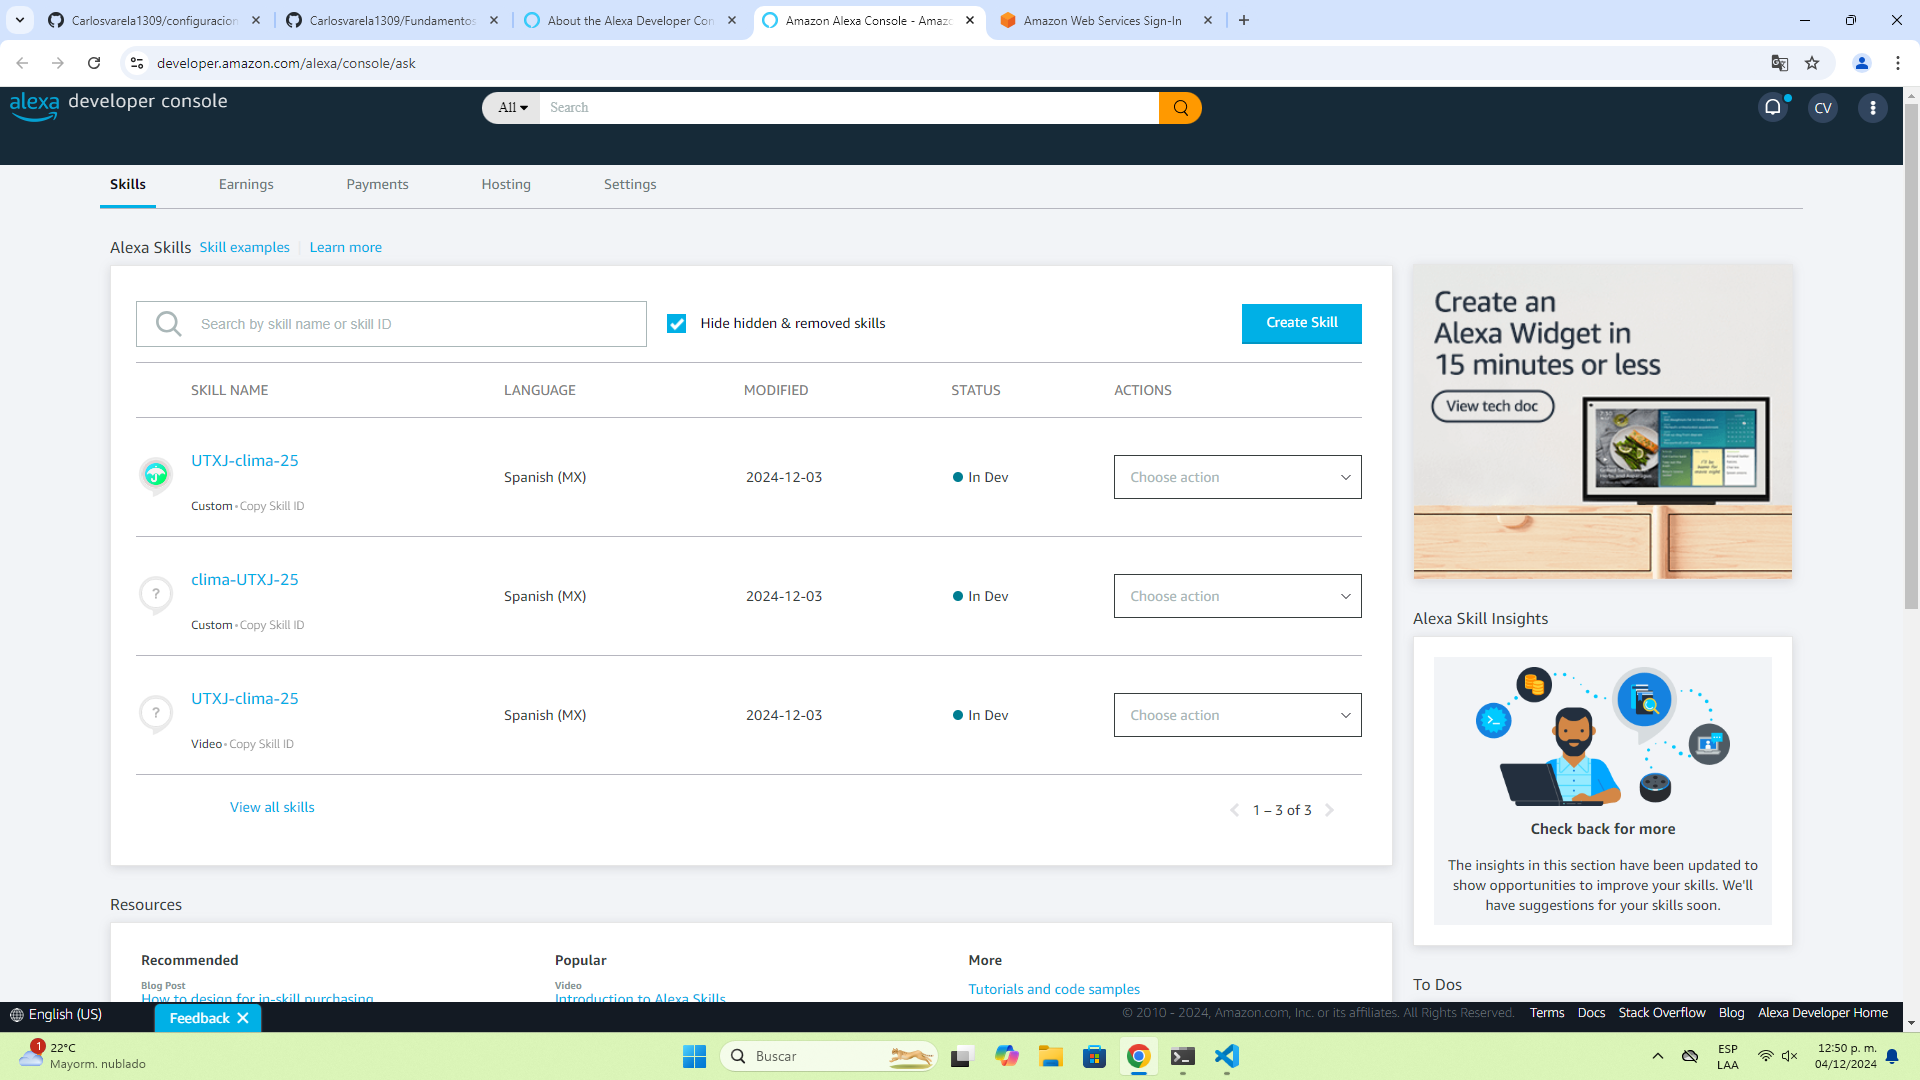 Carlosvarela1309/configuracion
Carlosvarela1309/Fundamentos
About the Alexa Developer Con
Amazon Alexa Console - Amazo
Amazon Web Services Sign-In
developer.amazon.com/alexa/console/ask
alexa developer console
All
Search
CV
Skills
Earnings
Payments
Hosting
Settings
Alexa Skills
Skill examples
Learn more
Search by skill name or skill ID
Hide hidden & removed skills
Create Skill
SKILL NAME
LANGUAGE
MODIFIED
STATUS
ACTIONS
UTXJ-clima-25
Custom • Copy Skill ID
Spanish (MX)
2024-12-03
In Dev
Choose action
clima-UTXJ-25
Custom • Copy Skill ID
Spanish (MX)
2024-12-03
In Dev
Choose action
UTXJ-clima-25
Video • Copy Skill ID
Spanish (MX)
2024-12-03
In Dev
Choose action
View all skills
1 – 3 of 3
Create an
Alexa Widget in
15 minutes or less
View tech doc
Alexa Skill Insights
Check back for more
The insights in this section have been updated to
show opportunities to improve your skills. We'll
have suggestions for your skills soon.
To Dos
Resources
Recommended
Blog Post
How to design for in-skill purchasing
Popular
Video
Introduction to Alexa Skills
More
Tutorials and code samples
English (US)
Feedback
© 2010 - 2024, Amazon.com, Inc. or its affiliates. All Rights Reserved.
Terms
Docs
Stack Overflow
Blog
Alexa Developer Home
1
22°C
Mayorm. nublado
Buscar
ESP
LAA
12:50 p. m.
04/12/2024